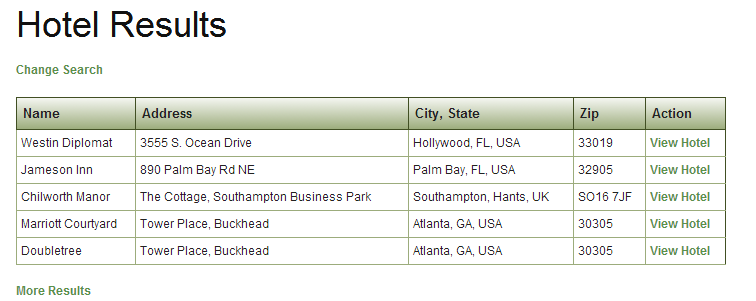 Hotel Results
Change Search
Name Address City, State Zip Action
Westin Diplomat 3555 S. Ocean Drive Hollywood, FL, USA 33019 View Hotel
Jameson Inn 890 Palm Bay Rd NE Palm Bay, FL, USA 32905 View Hotel
Chilworth Manor The Cottage, Southampton Business Park Southampton, Hants, UK SO16 7JF View Hotel
Marriott Courtyard Tower Place, Buckhead Atlanta, GA, USA 30305 View Hotel
Doubletree Tower Place, Buckhead Atlanta, GA, USA 30305 View Hotel
More Results